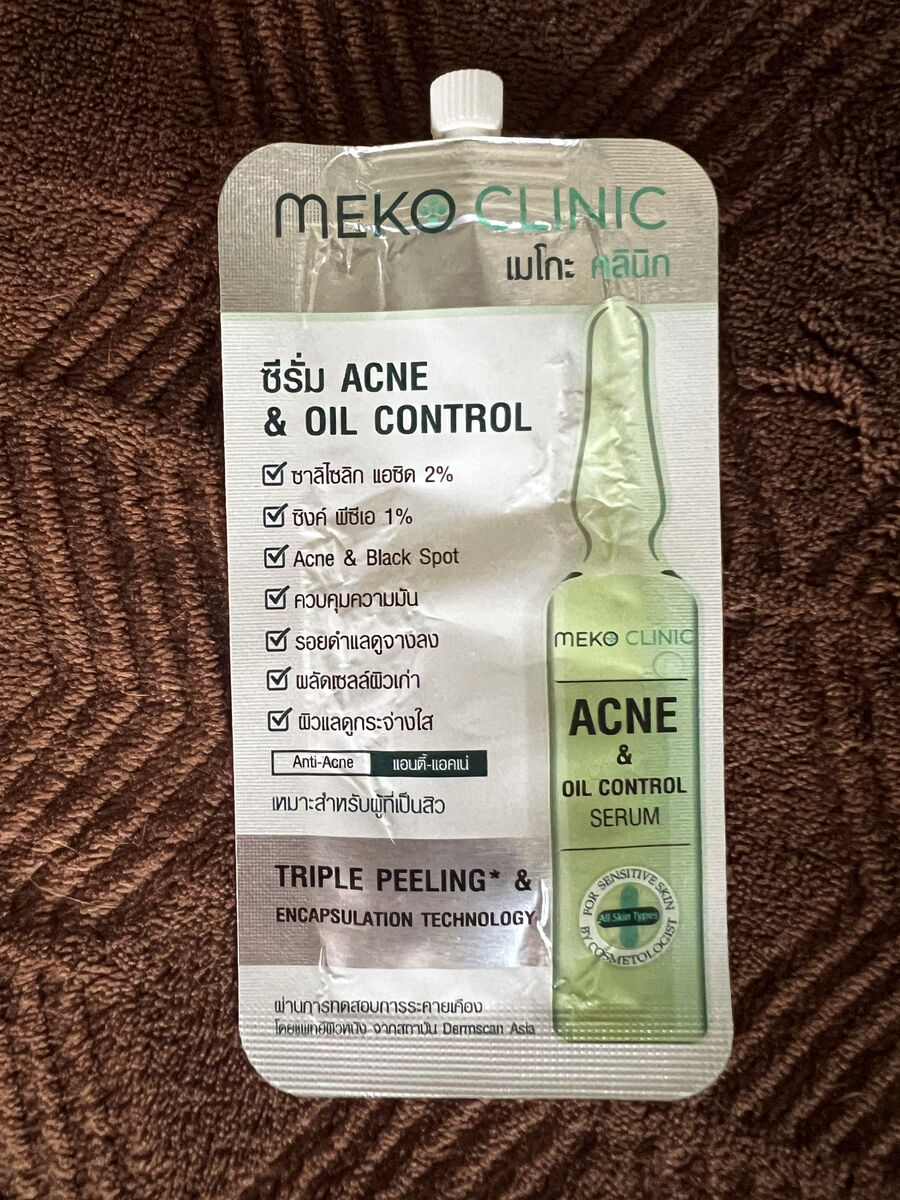 MEKO CLINIC
เมโกะ คลินิก
ซีรั่ม ACNE
& OIL CONTROL
ซาลิไซลิก แอซิด 2%
ซิงค์ พีซีเอ 1%
Acne & Black Spot
ควบคุมความมัน
รอยดำแลดูจางลง
ผลัดเซลล์ผิวเก่า
ผิวแลดูกระจ่างใส
Anti-Acne แอนตี้-แอคเน่
เหมาะสำหรับผู้ที่เป็นสิว
TRIPLE PEELING* &
ENCAPSULATION TECHNOLOGY
ผ่านการทดสอบการระคายเคือง
โดยแพทย์ผิวหนัง จากสถาบัน Dermscan Asia
MEKO CLINIC
ACNE
&
OIL CONTROL
SERUM
FOR SENSITIVE SKIN
All Skin Types
BY COSMETOLOGIST